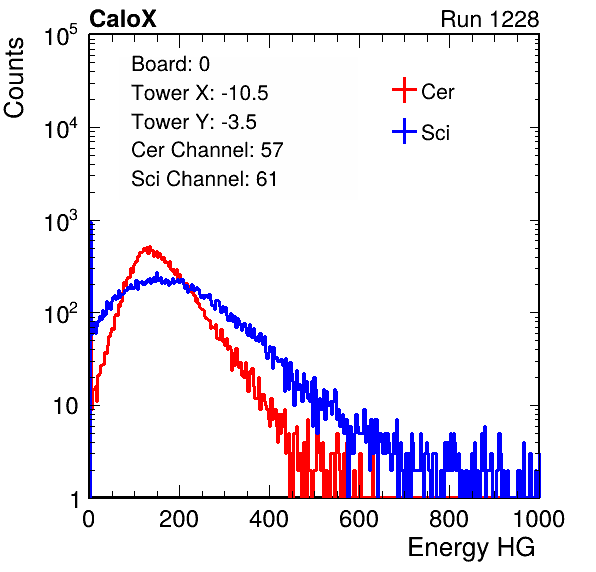 CaloX Run 1228
Counts
10^5
10^4
10^3
10^2
10
1
Board: 0
Tower X: -10.5
Tower Y: -3.5
Cer Channel: 57
Sci Channel: 61
Cer
Sci
0 200 400 600 800 1000
Energy HG